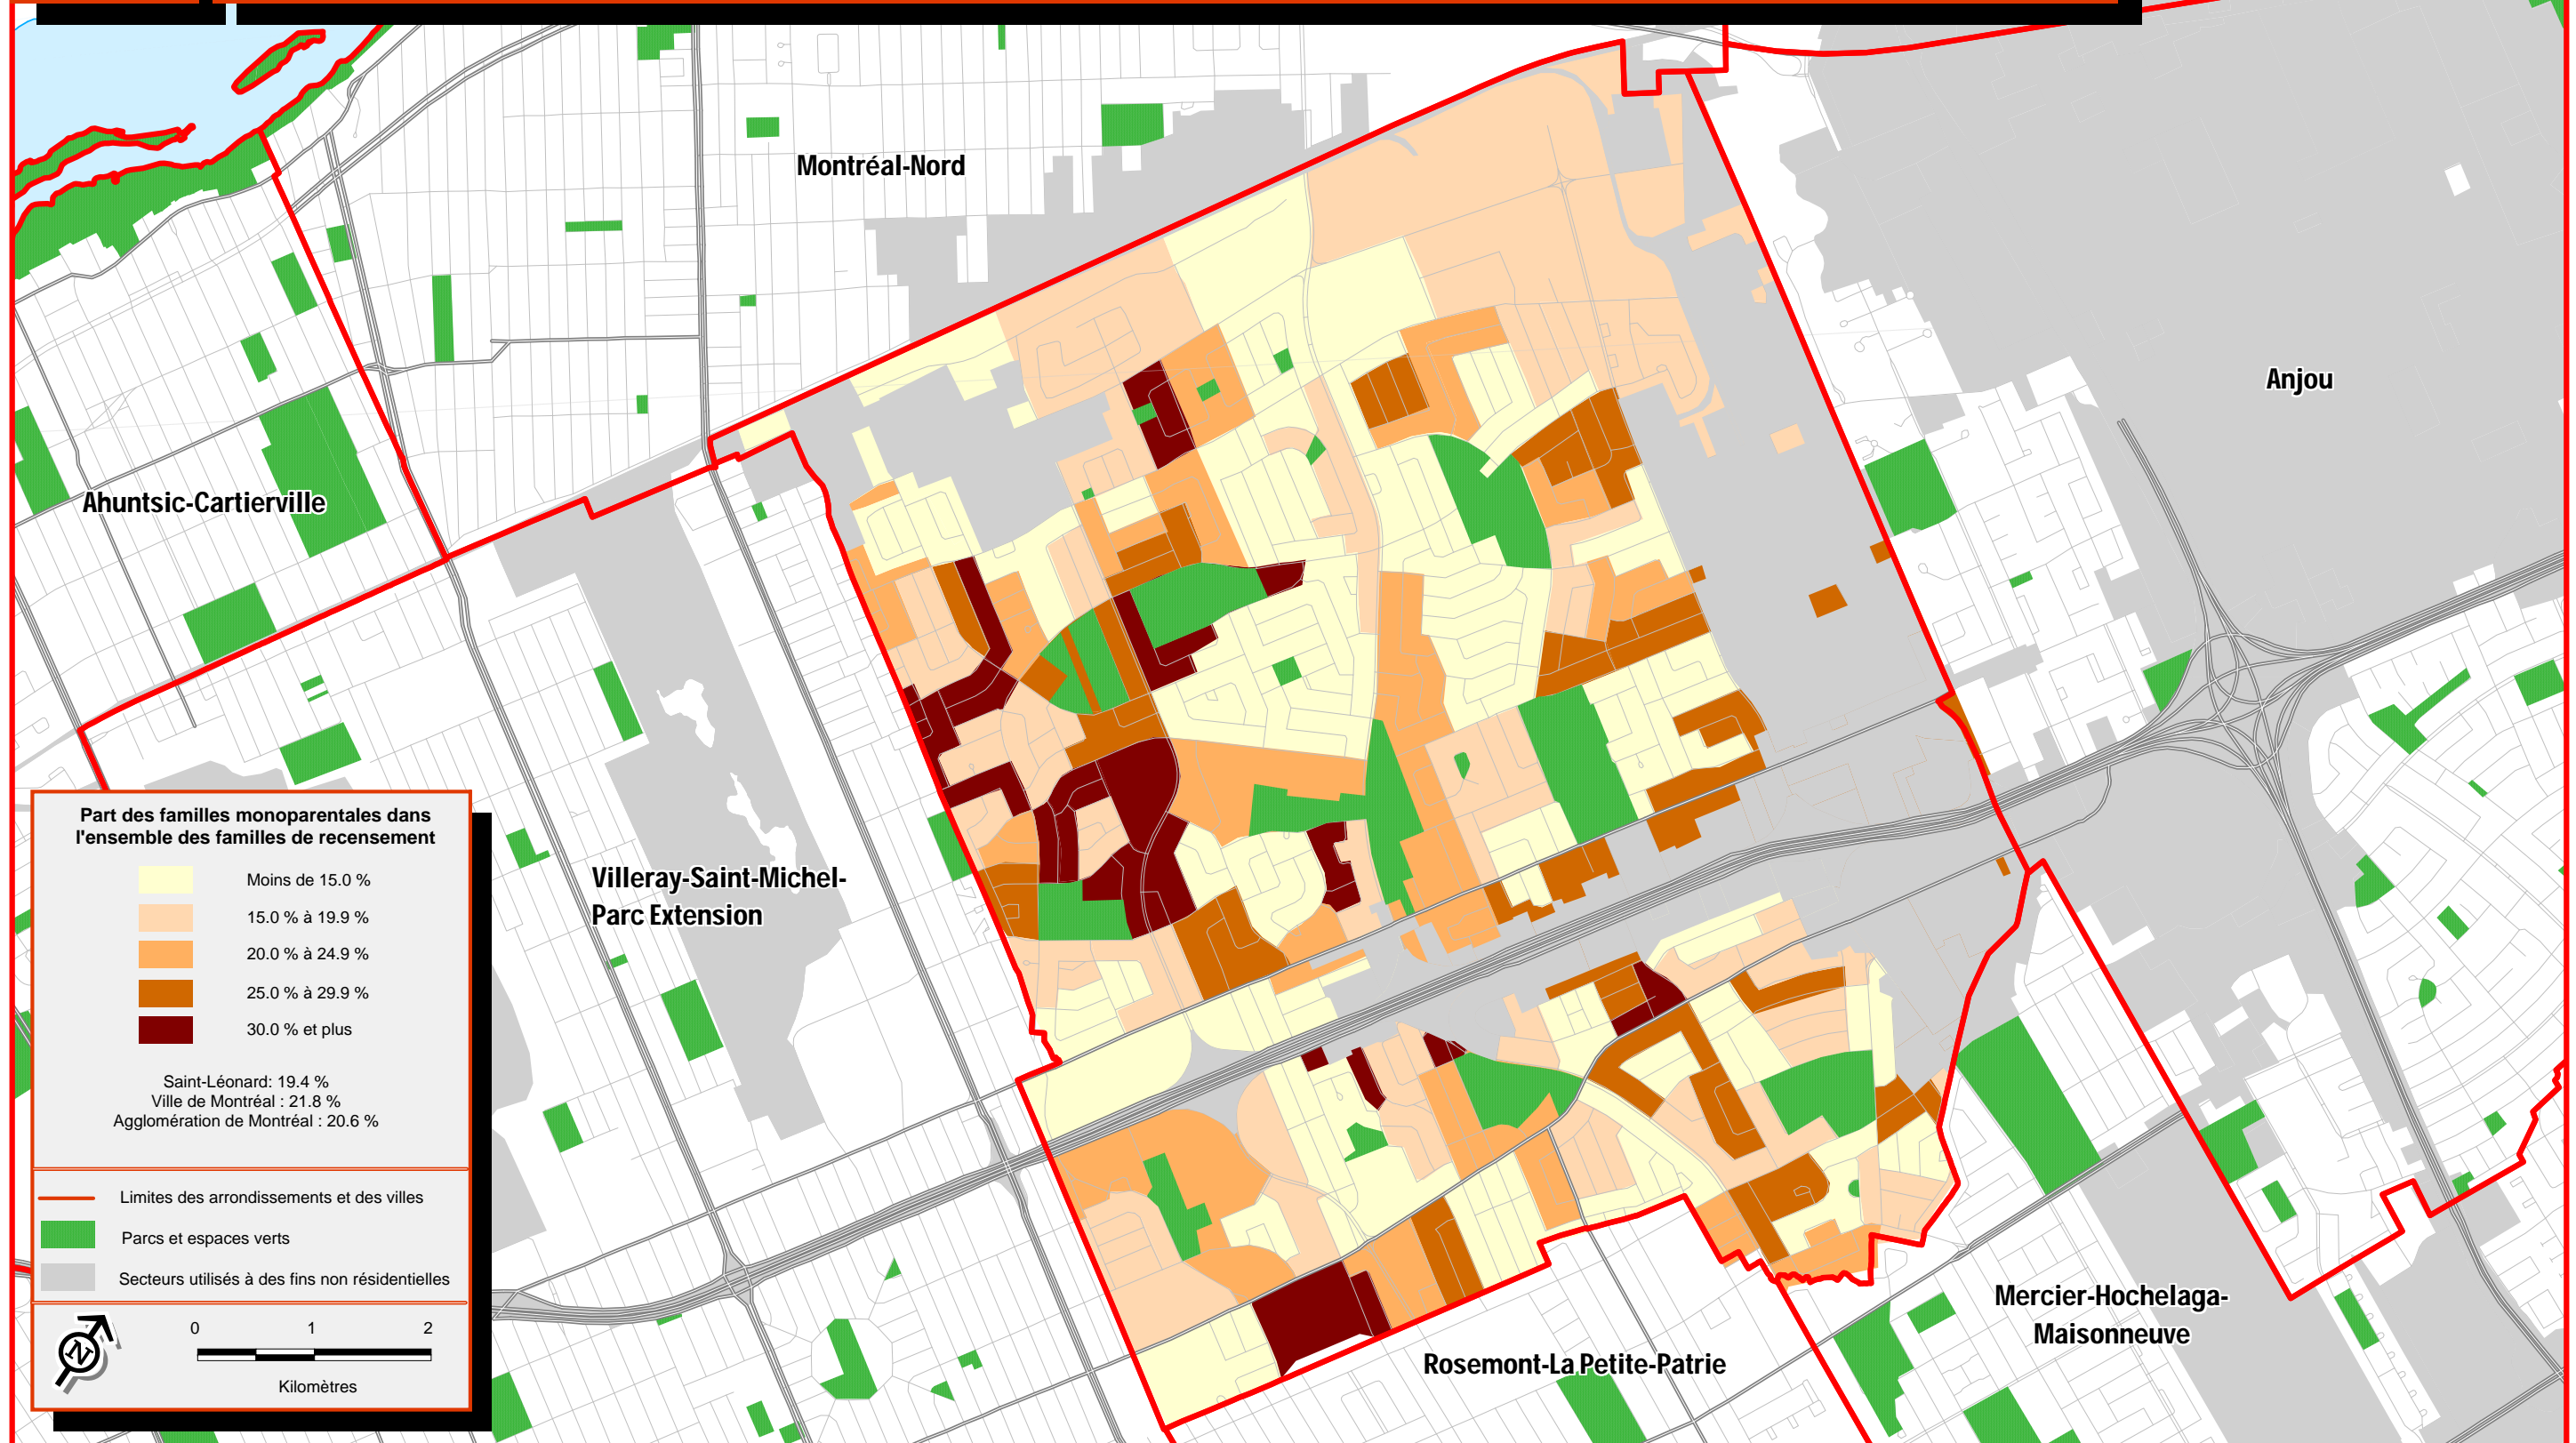 Montréal-Nord
Anjou
Ahuntsic-Cartierville
Villeray-Saint-Michel-
Parc Extension
Mercier-Hochelaga-
Maisonneuve
Rosemont-La Petite-Patrie
Part des familles monoparentales dans
l'ensemble des familles de recensement
Moins de 15.0 %
15.0 % à 19.9 %
20.0 % à 24.9 %
25.0 % à 29.9 %
30.0 % et plus
Saint-Léonard: 19.4 %
Ville de Montréal : 21.8 %
Agglomération de Montréal : 20.6 %
Limites des arrondissements et des villes
Parcs et espaces verts
Secteurs utilisés à des fins non résidentielles
N
0 1 2
Kilomètres